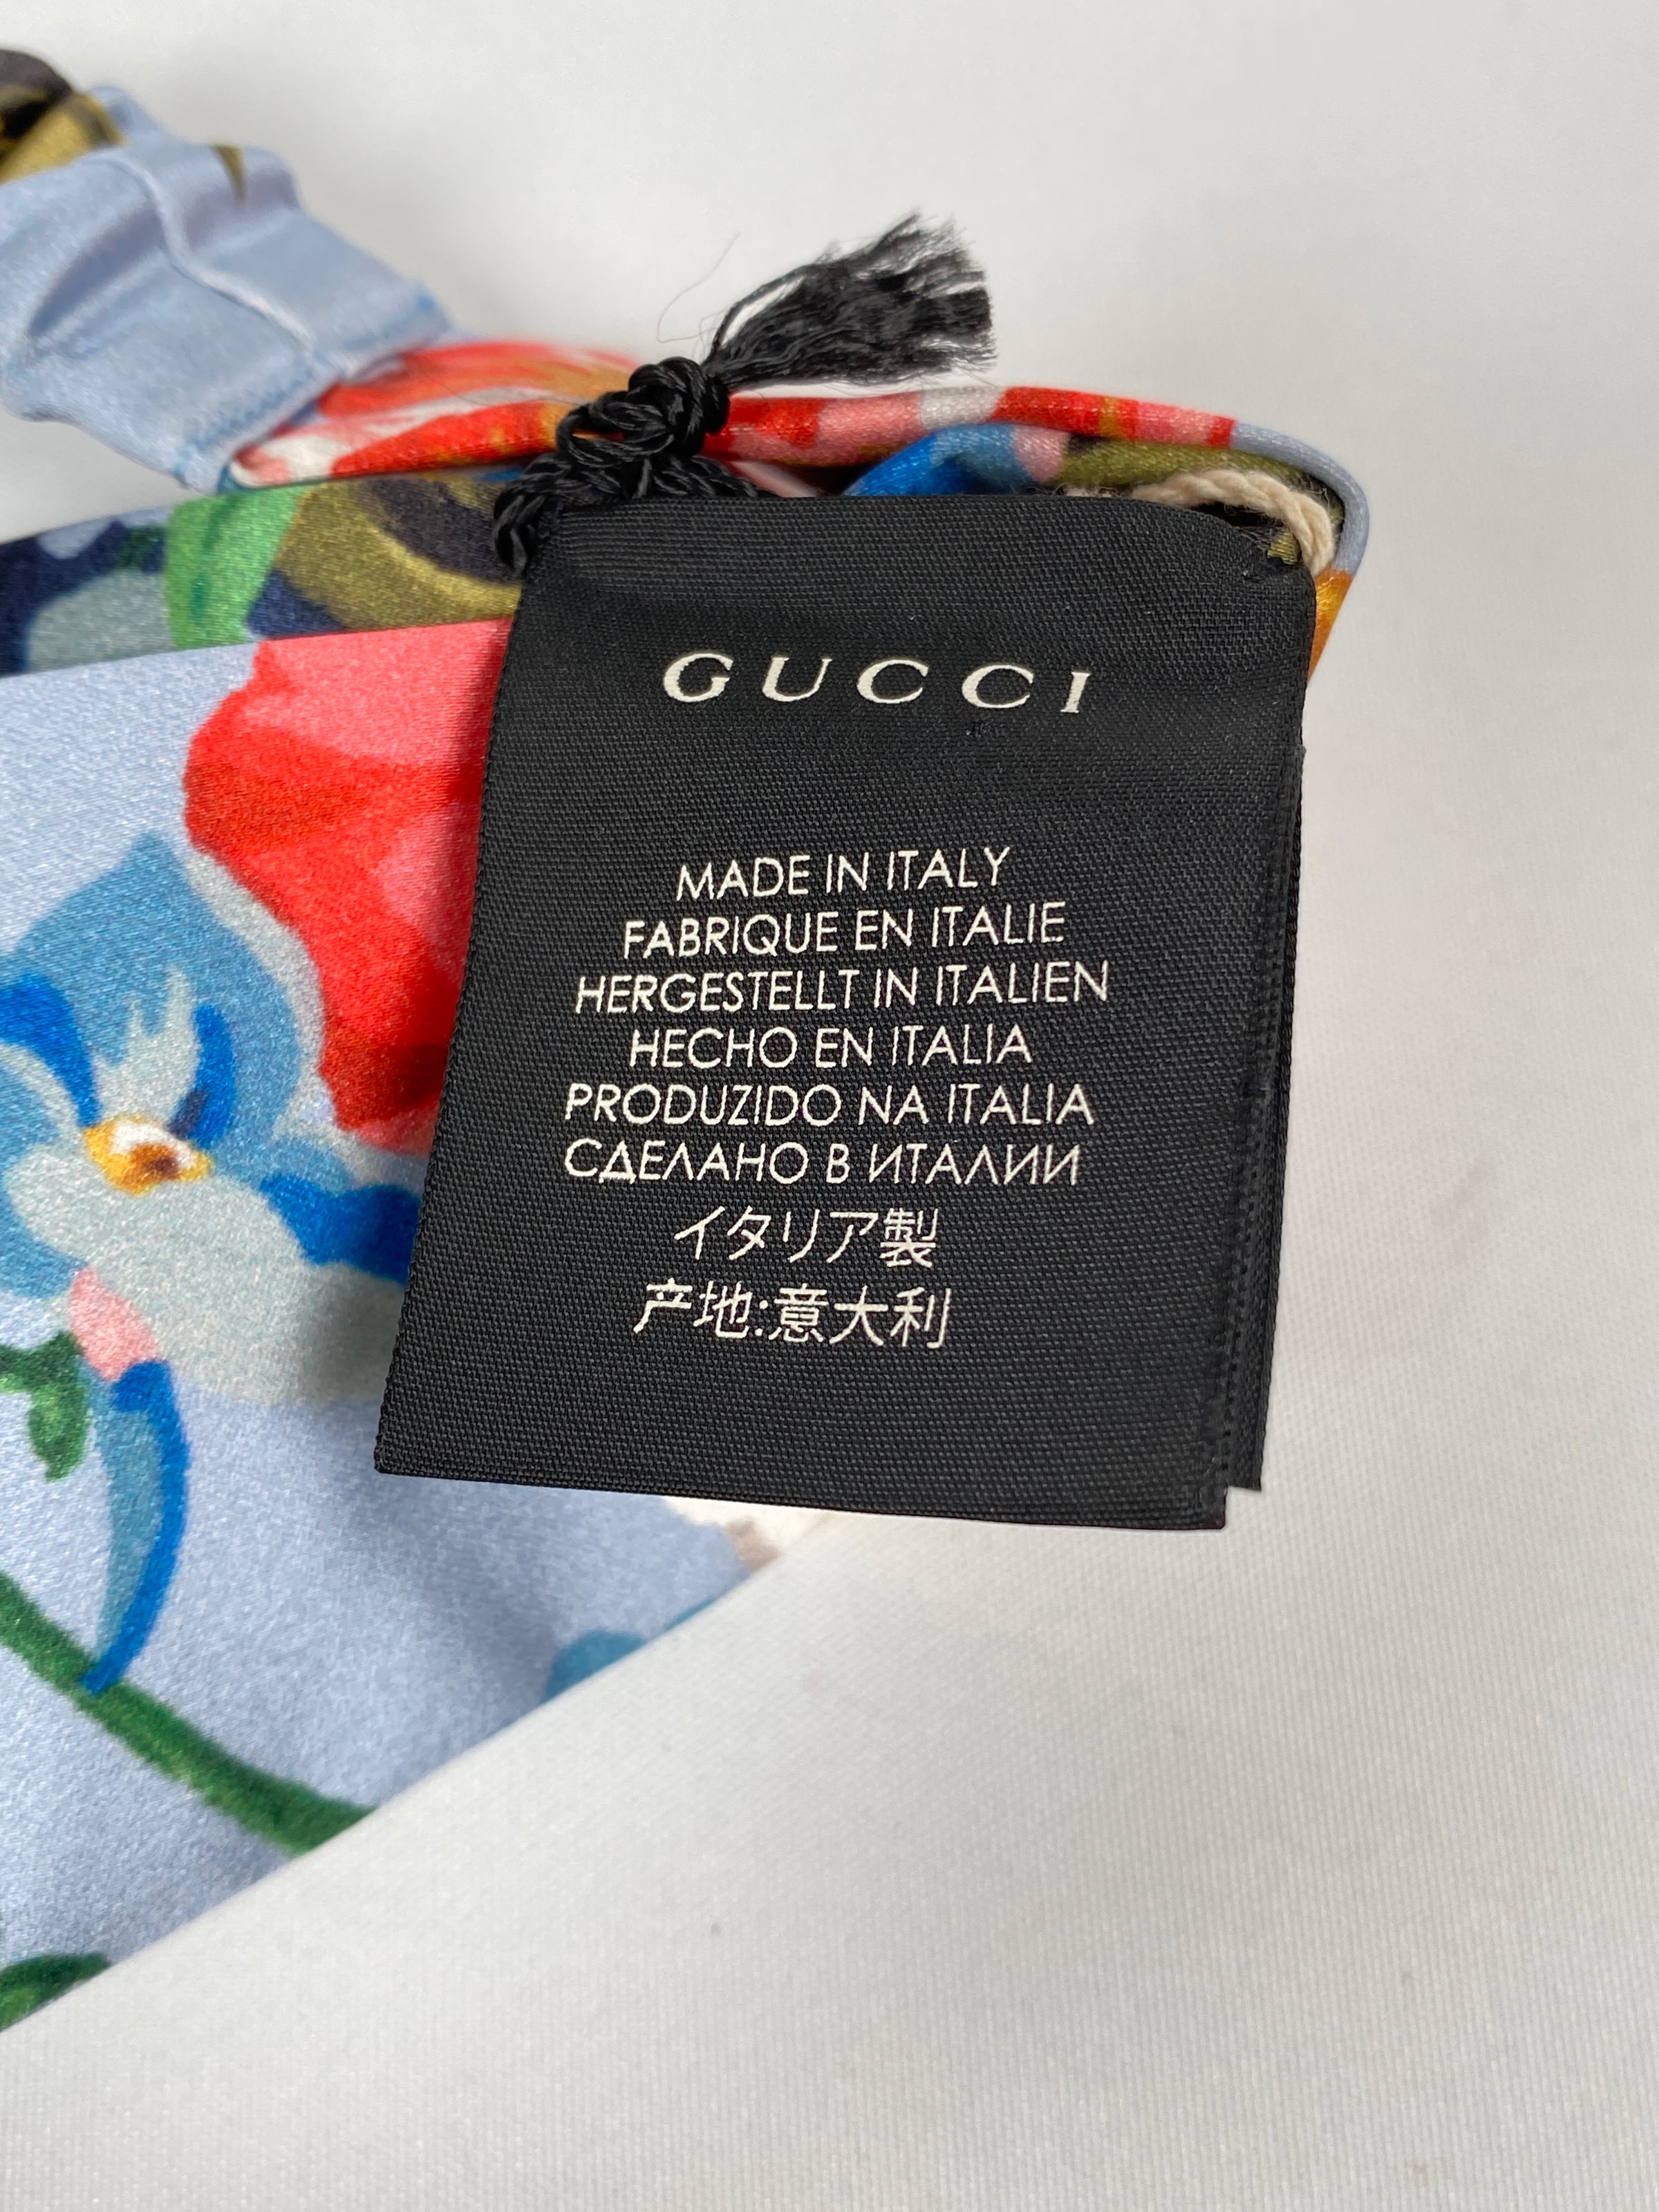 GUCCI
MADE IN ITALY
FABRIQUE EN ITALIE
HERGESTELLT IN ITALIEN
HECHO EN ITALIA
PRODUZIDO NA ITALIA
СДЕЛАНО В ИТАЛИИ
イタリア製
产地:意大利